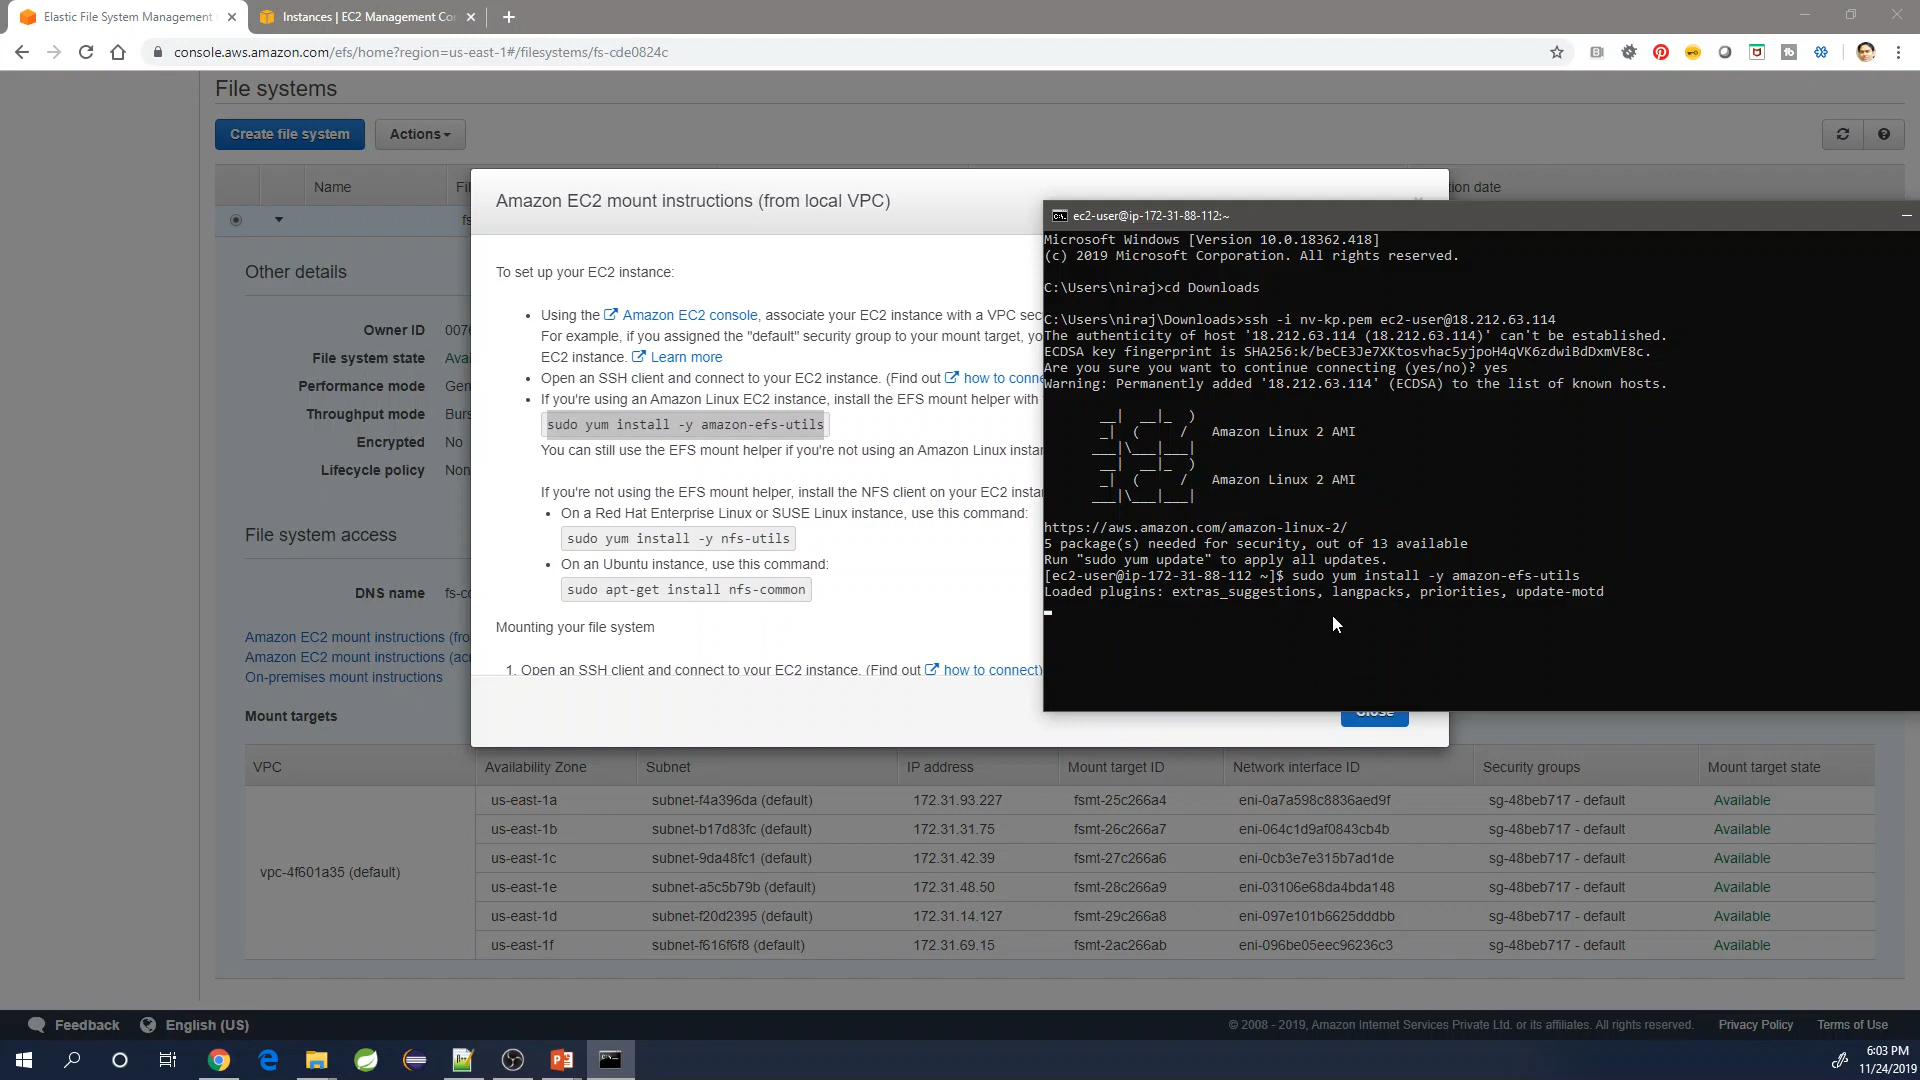 Elastic File System Management
Instances | EC2 Management Co
console.aws.amazon.com/efs/home?region=us-east-1#/filesystems/fs-cde0824c
File systems
Create file system
Actions
Name
ion date
Other details
Owner ID
File system state
Performance mode
Throughput mode
Encrypted No
Lifecycle policy
File system access
DNS name
Amazon EC2 mount instructions
Amazon EC2 mount instructions
On-premises mount instructions
Mount targets
Amazon EC2 mount instructions (from local VPC)
To set up your EC2 instance:
Using the Amazon EC2 console, associate your EC2 instance with a VPC sec
For example, if you assigned the "default" security group to your mount target, yo
EC2 instance. Learn more
Open an SSH client and connect to your EC2 instance. (Find out how to conne
If you're using an Amazon Linux EC2 instance, install the EFS mount helper with
sudo yum install -y amazon-efs-utils
You can still use the EFS mount helper if you're not using an Amazon Linux instan
If you're not using the EFS mount helper, install the NFS client on your EC2 insta
On a Red Hat Enterprise Linux or SUSE Linux instance, use this command:
sudo yum install -y nfs-utils
On an Ubuntu instance, use this command:
sudo apt-get install nfs-common
Mounting your file system
1. Open an SSH client and connect to your EC2 instance. (Find out how to connect)
Close
ec2-user@ip-172-31-88-112:~
Microsoft Windows [Version 10.0.18362.418]
(c) 2019 Microsoft Corporation. All rights reserved.
C:\Users\niraj>cd Downloads
C:\Users\niraj\Downloads>ssh -i nv-kp.pem ec2-user@18.212.63.114
The authenticity of host '18.212.63.114 (18.212.63.114)' can't be established.
ECDSA key fingerprint is SHA256:k/beCE3Je7XKtosvhac5yjpoH4qVK6zdwiBdDxmVE8c.
Are you sure you want to continue connecting (yes/no)? yes
Warning: Permanently added '18.212.63.114' (ECDSA) to the list of known hosts.
Amazon Linux 2 AMI
Amazon Linux 2 AMI
https://aws.amazon.com/amazon-linux-2/
5 package(s) needed for security, out of 13 available
Run "sudo yum update" to apply all updates.
[ec2-user@ip-172-31-88-112 ~]$ sudo yum install -y amazon-efs-utils
Loaded plugins: extras_suggestions, langpacks, priorities, update-motd
VPC Availability Zone Subnet IP address Mount target ID Network interface ID Security groups Mount target state
us-east-1a subnet-f4a396da (default) 172.31.93.227 fsmt-25c266a4 eni-0a7a598c8836aed9f sg-48beb717 - default Available
us-east-1b subnet-b17d83fc (default) 172.31.31.75 fsmt-26c266a7 eni-064c1d9af0843cb4b sg-48beb717 - default Available
us-east-1c subnet-9da48fc1 (default) 172.31.42.39 fsmt-27c266a6 eni-0cb3e7e315b7ad1de sg-48beb717 - default Available
vpc-4f601a35 (default)
us-east-1e subnet-a5c5b79b (default) 172.31.48.50 fsmt-28c266a9 eni-03106e68da4bda148 sg-48beb717 - default Available
us-east-1d subnet-f20d2395 (default) 172.31.14.127 fsmt-29c266a8 eni-097e101b6625dddbb sg-48beb717 - default Available
us-east-1f subnet-f616f6f8 (default) 172.31.69.15 fsmt-2ac266ab eni-096be05eec96236c3 sg-48beb717 - default Available
Feedback English (US)
© 2008 - 2019, Amazon Internet Services Private Ltd. or its affiliates. All rights reserved. Privacy Policy Terms of Use
6:03 PM
11/24/2019